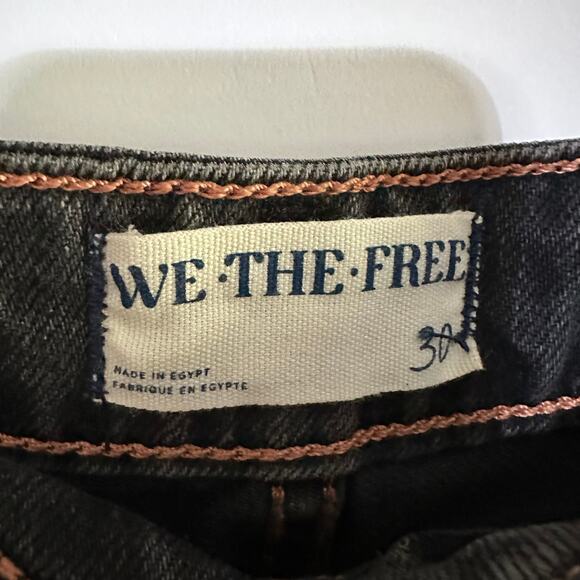 WE·THE·FREE
30
MADE IN EGYPT
FABRIQUE EN EGYPTE